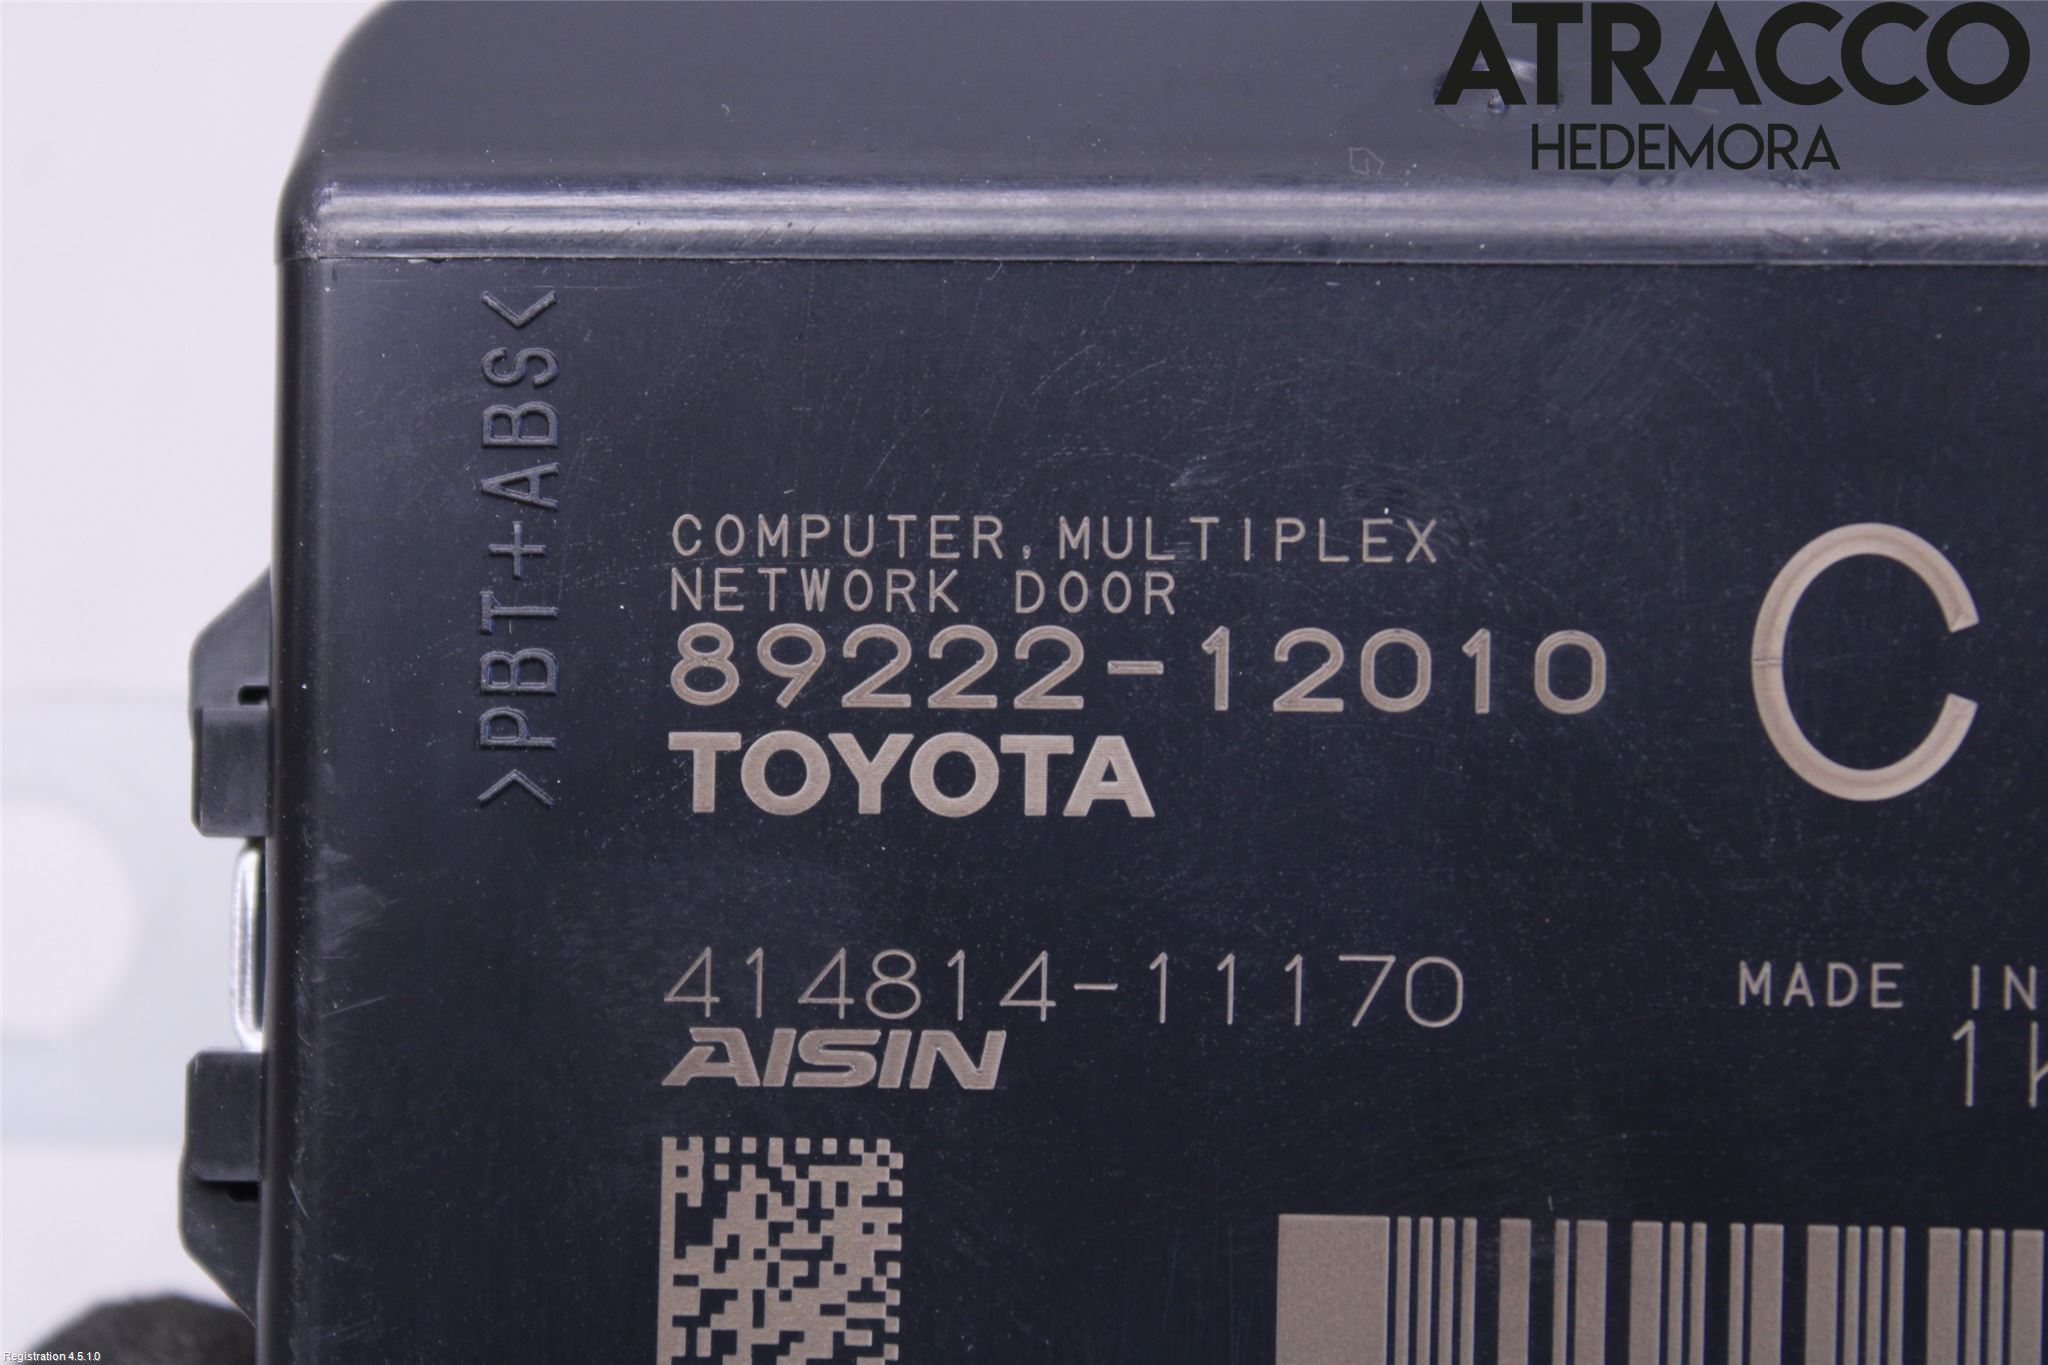 ATRACCO
HEDEMORA
>PBT+ABS<
COMPUTER, MULTIPLEX
NETWORK DOOR
89222-12010
TOYOTA
C
414814-11170
AISIN
MADE IN
1
Registration 4.5.1.0